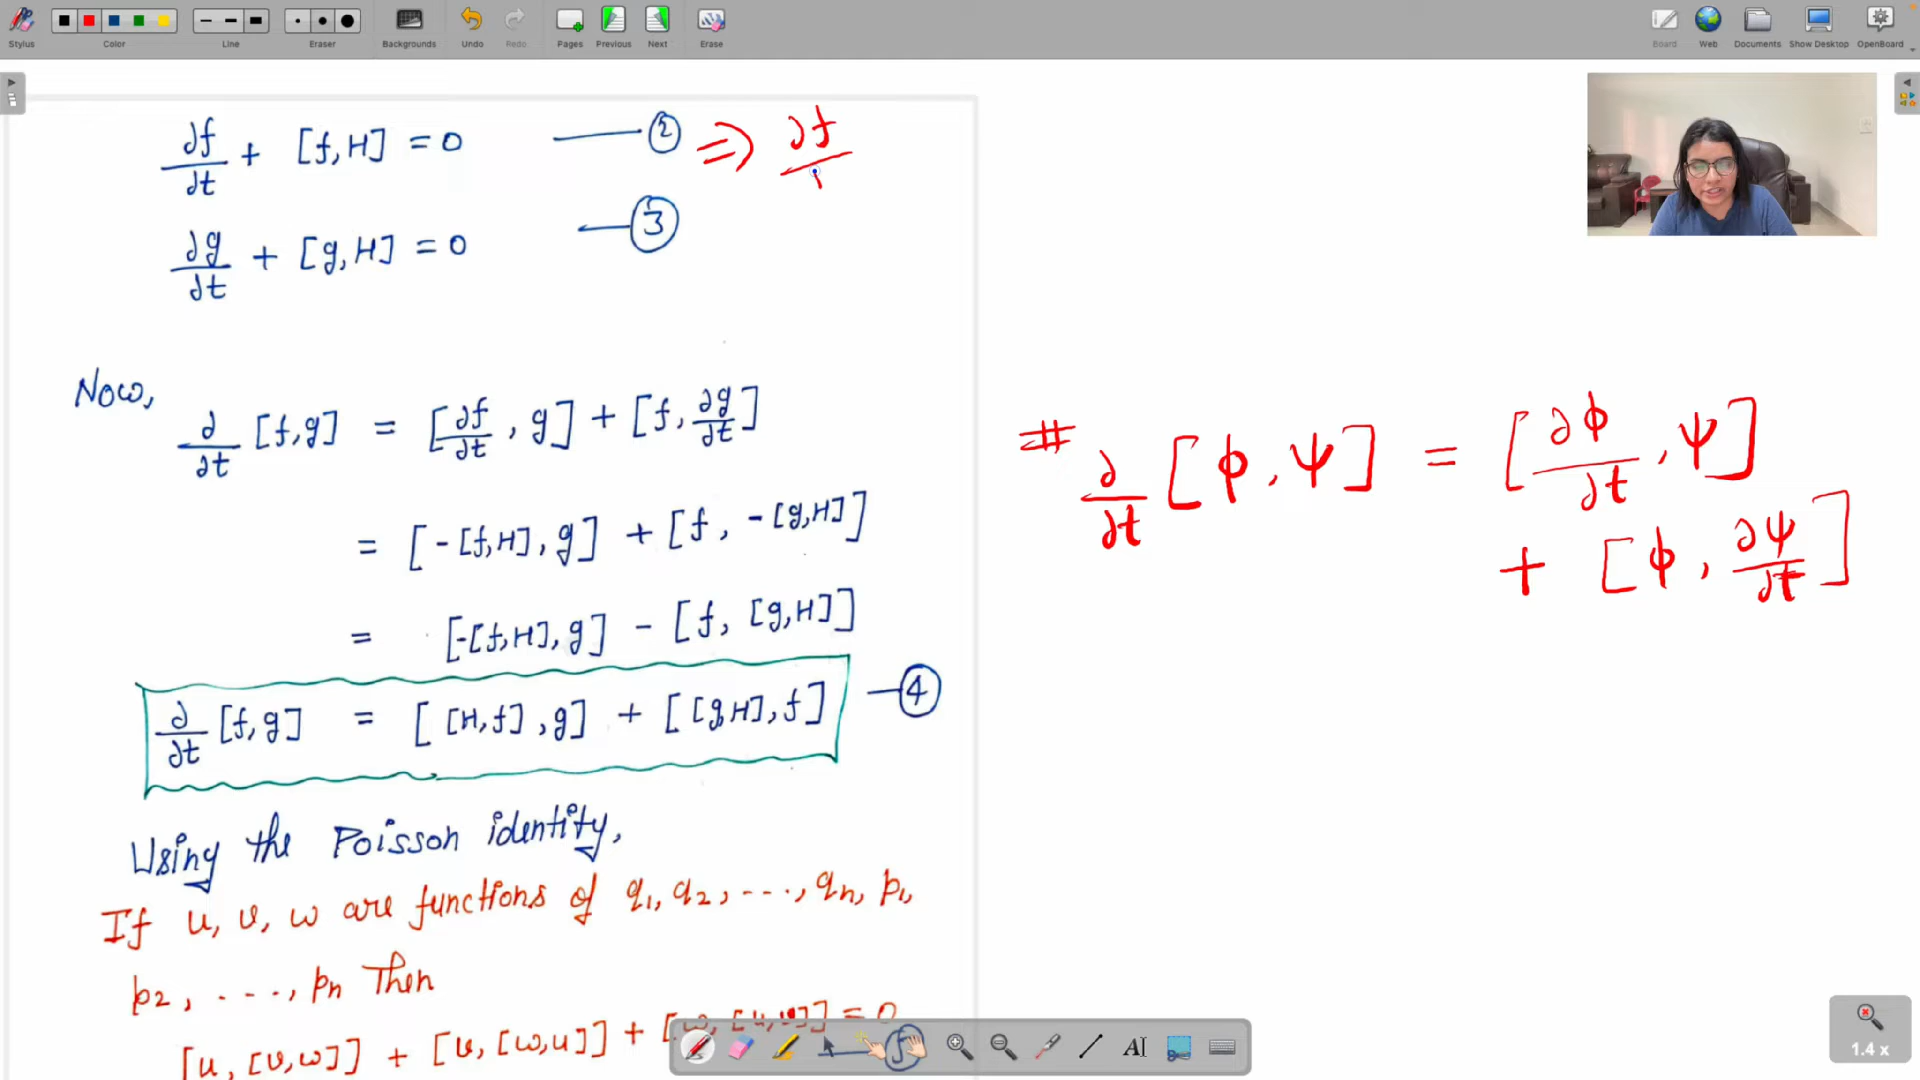 Stylus Color Line Eraser Backgrounds Undo Redo Pages Previous Next Erase Board Web Documents Show Desktop OpenBoard
∂f/∂t + [f,H] = 0 —② ⇒ ∂f
∂g/∂t + [g,H] = 0 —③
Now,
∂/∂t [f,g] = [∂f/∂t, g] + [f, ∂g/∂t]
# ∂/∂t [ϕ, ψ] = [∂ϕ/∂t, ψ]
+ [ϕ, ∂ψ/∂t]
= [-[f,H], g] + [f, -[g,H]]
= [-[f,H], g] - [f, [g,H]]
∂/∂t [f,g] = [[H,f], g] + [[g,H], f] —④
Using the Poisson identity,
If u, v, w are functions of q1, q2, ...., qn, p1,
p2, ...., pn Then
[u, [v,w]] + [v, [w,u]] + [w, [u,v]] = 0
1.4 x